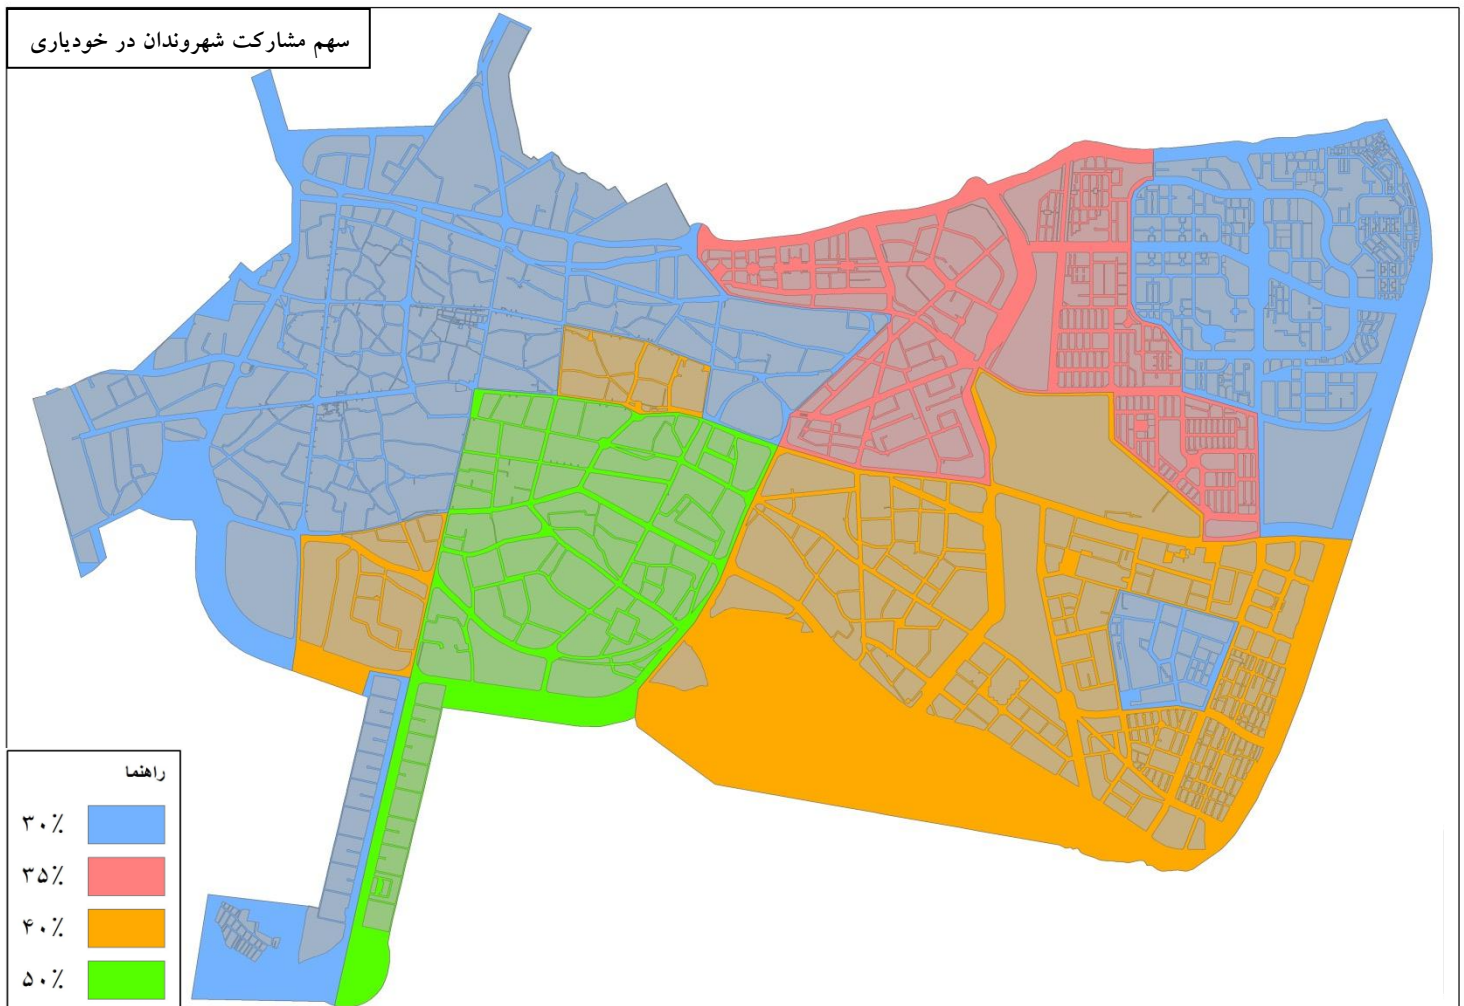 سهم مشارکت شهروندان در خودیاری
راهنما
۳۰٪
۳۵٪
۴۰٪
۵۰٪